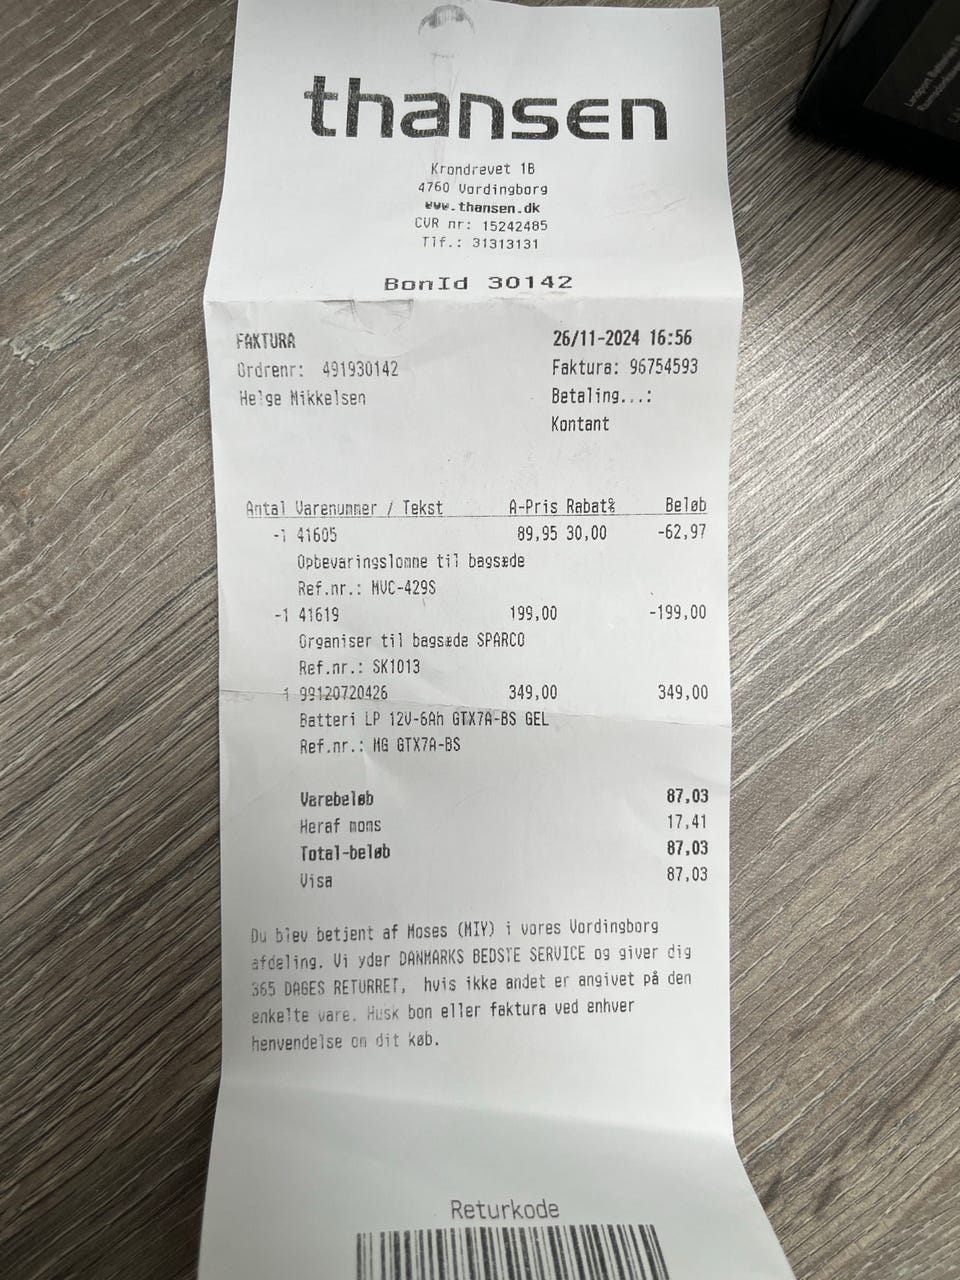 thansen
Krondrevet 1B
4760 Vordingborg
www.thansen.dk
CVR nr: 15242485
Tlf.: 31313131
BonId 30142
FAKTURA 26/11-2024 16:56
Ordrenr: 491930142 Faktura: 96754593
Helge Mikkelsen Betaling...:
Kontant
Antal Varenummer / Tekst A-Pris Rabat% Beløb
-1 41605 89,95 30,00 -62,97
Opbevaringslomme til bagsæde
Ref.nr.: MVC-429S
-1 41619 199,00 -199,00
Organiser til bagsæde SPARCO
Ref.nr.: SK1013
1 99120720426 349,00 349,00
Batteri LP 12V-6Ah GTX7A-BS GEL
Ref.nr.: MG GTX7A-BS
Varebeløb 87,03
Heraf moms 17,41
Total-beløb 87,03
Visa 87,03
Du blev betjent af Moses (MIY) i vores Vordingborg
afdeling. Vi yder DANMARKS BEDSTE SERVICE og giver dig
365 DAGES RETURRET, hvis ikke andet er angivet på den
enkelte vare. Husk bon eller faktura ved enhver
henvendelse om dit køb.
Returkode